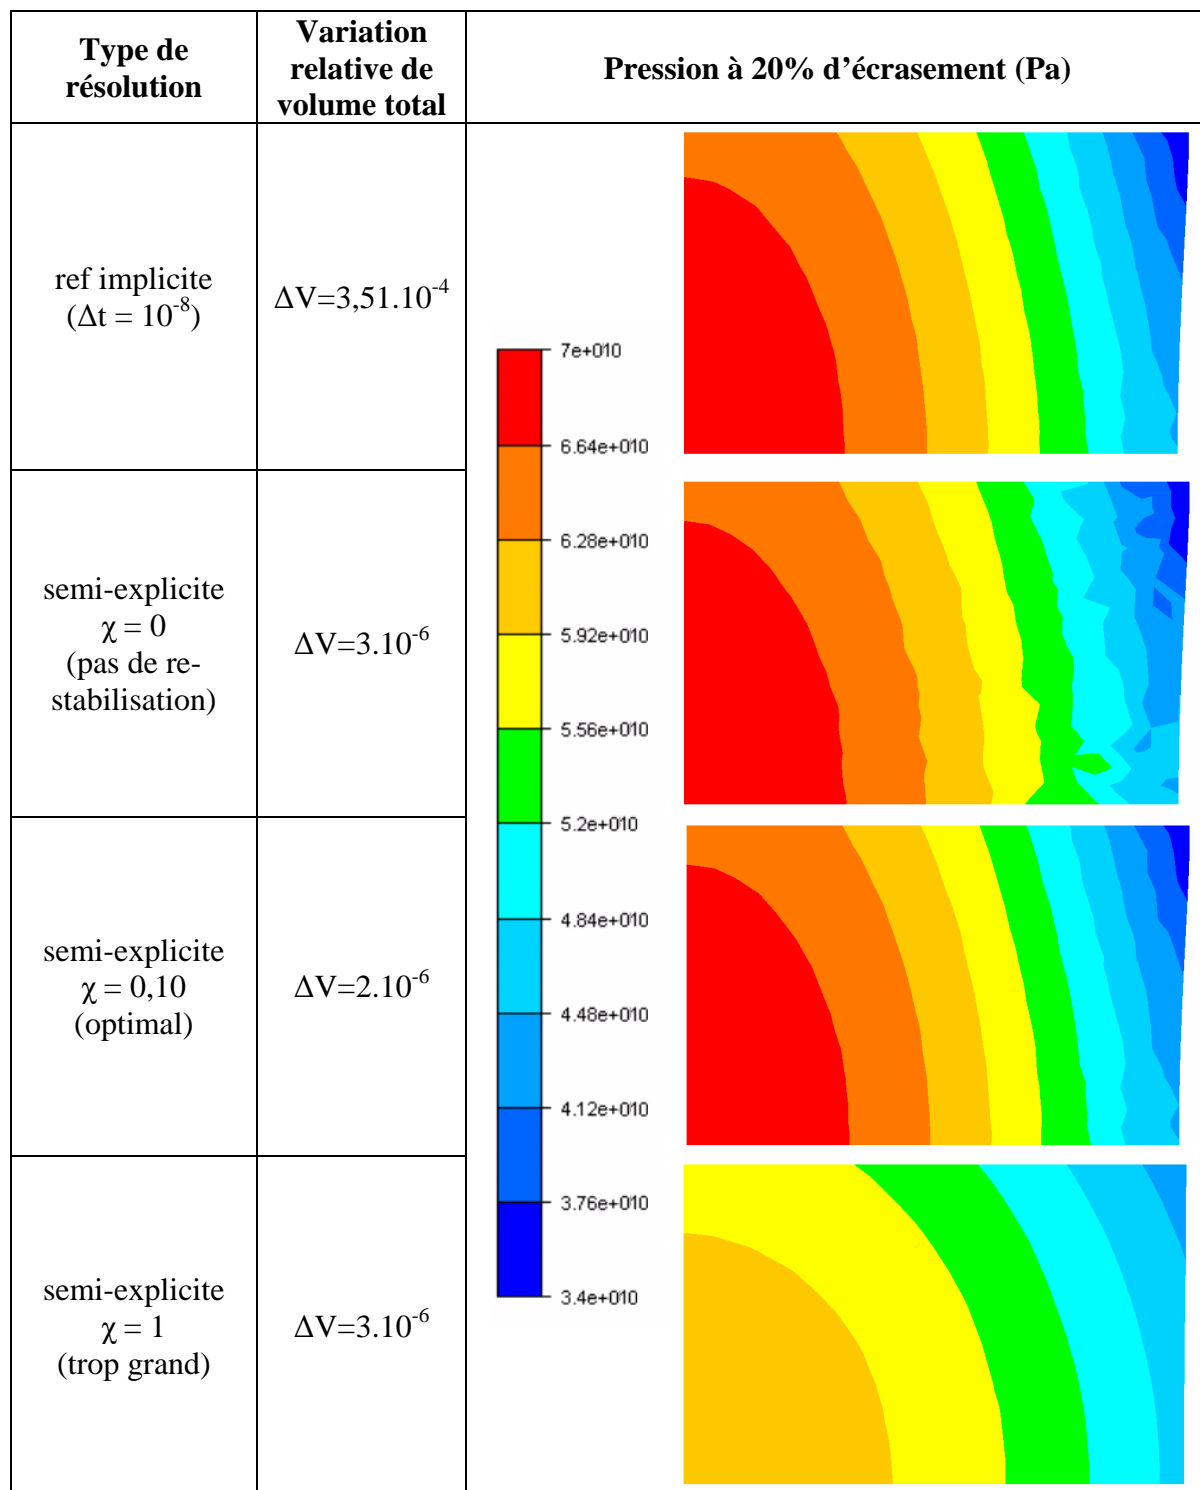 Type de
résolution
Variation
relative de
volume total
Pression à 20% d'écrasement (Pa)
ref implicite
(Δt = 10⁻⁸)
ΔV=3,51.10⁻⁴
semi-explicite
χ = 0
(pas de re-
stabilisation)
ΔV=3.10⁻⁶
semi-explicite
χ = 0,10
(optimal)
ΔV=2.10⁻⁶
semi-explicite
χ = 1
(trop grand)
ΔV=3.10⁻⁶
7e+010
6.64e+010
6.28e+010
5.92e+010
5.56e+010
5.2e+010
4.84e+010
4.48e+010
4.12e+010
3.76e+010
3.4e+010